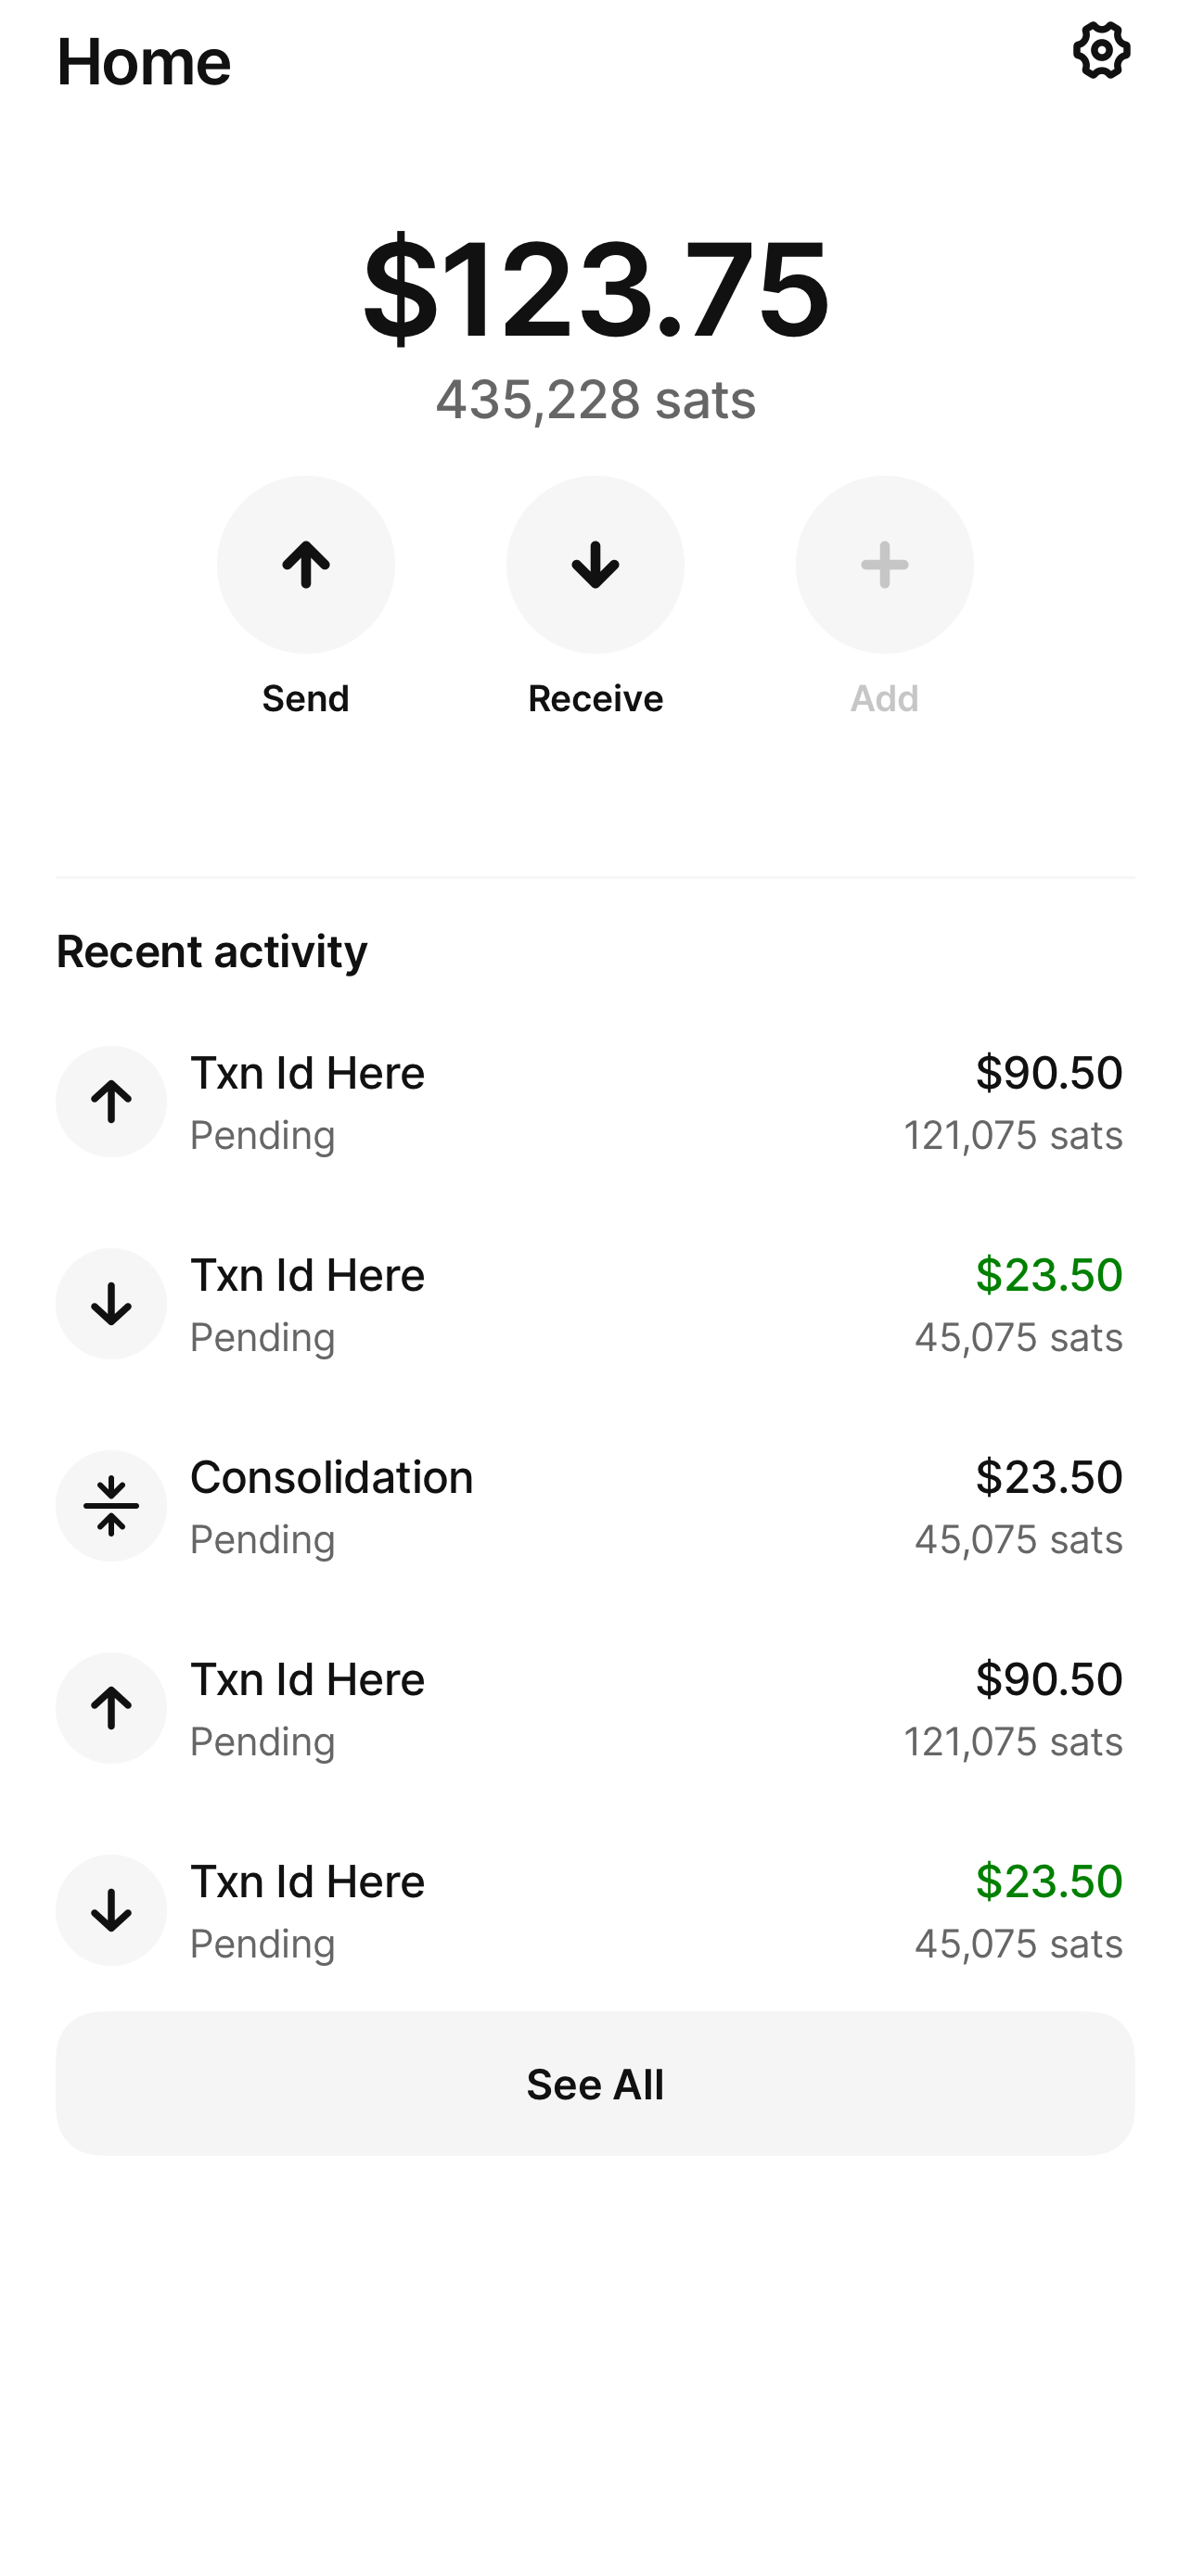 Home
$123.75
435,228 sats
Send
Receive
Add
Recent activity
Txn Id Here
$90.50
Pending
121,075 sats
Txn Id Here
$23.50
Pending
45,075 sats
Consolidation
$23.50
Pending
45,075 sats
Txn Id Here
$90.50
Pending
121,075 sats
Txn Id Here
$23.50
Pending
45,075 sats
See All